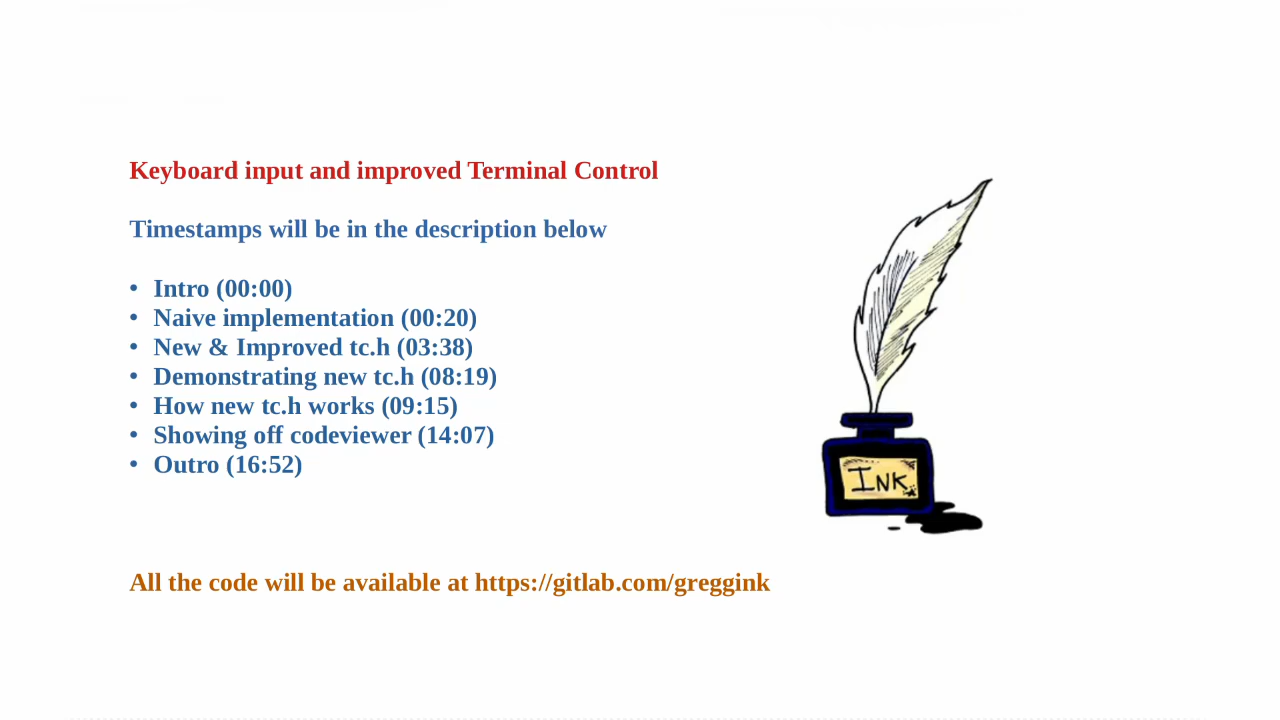 Keyboard input and improved Terminal Control
Timestamps will be in the description below
• Intro (00:00)
• Naive implementation (00:20)
• New & Improved tc.h (03:38)
• Demonstrating new tc.h (08:19)
• How new tc.h works (09:15)
• Showing off codeviewer (14:07)
• Outro (16:52)
INK
All the code will be available at https://gitlab.com/greggink